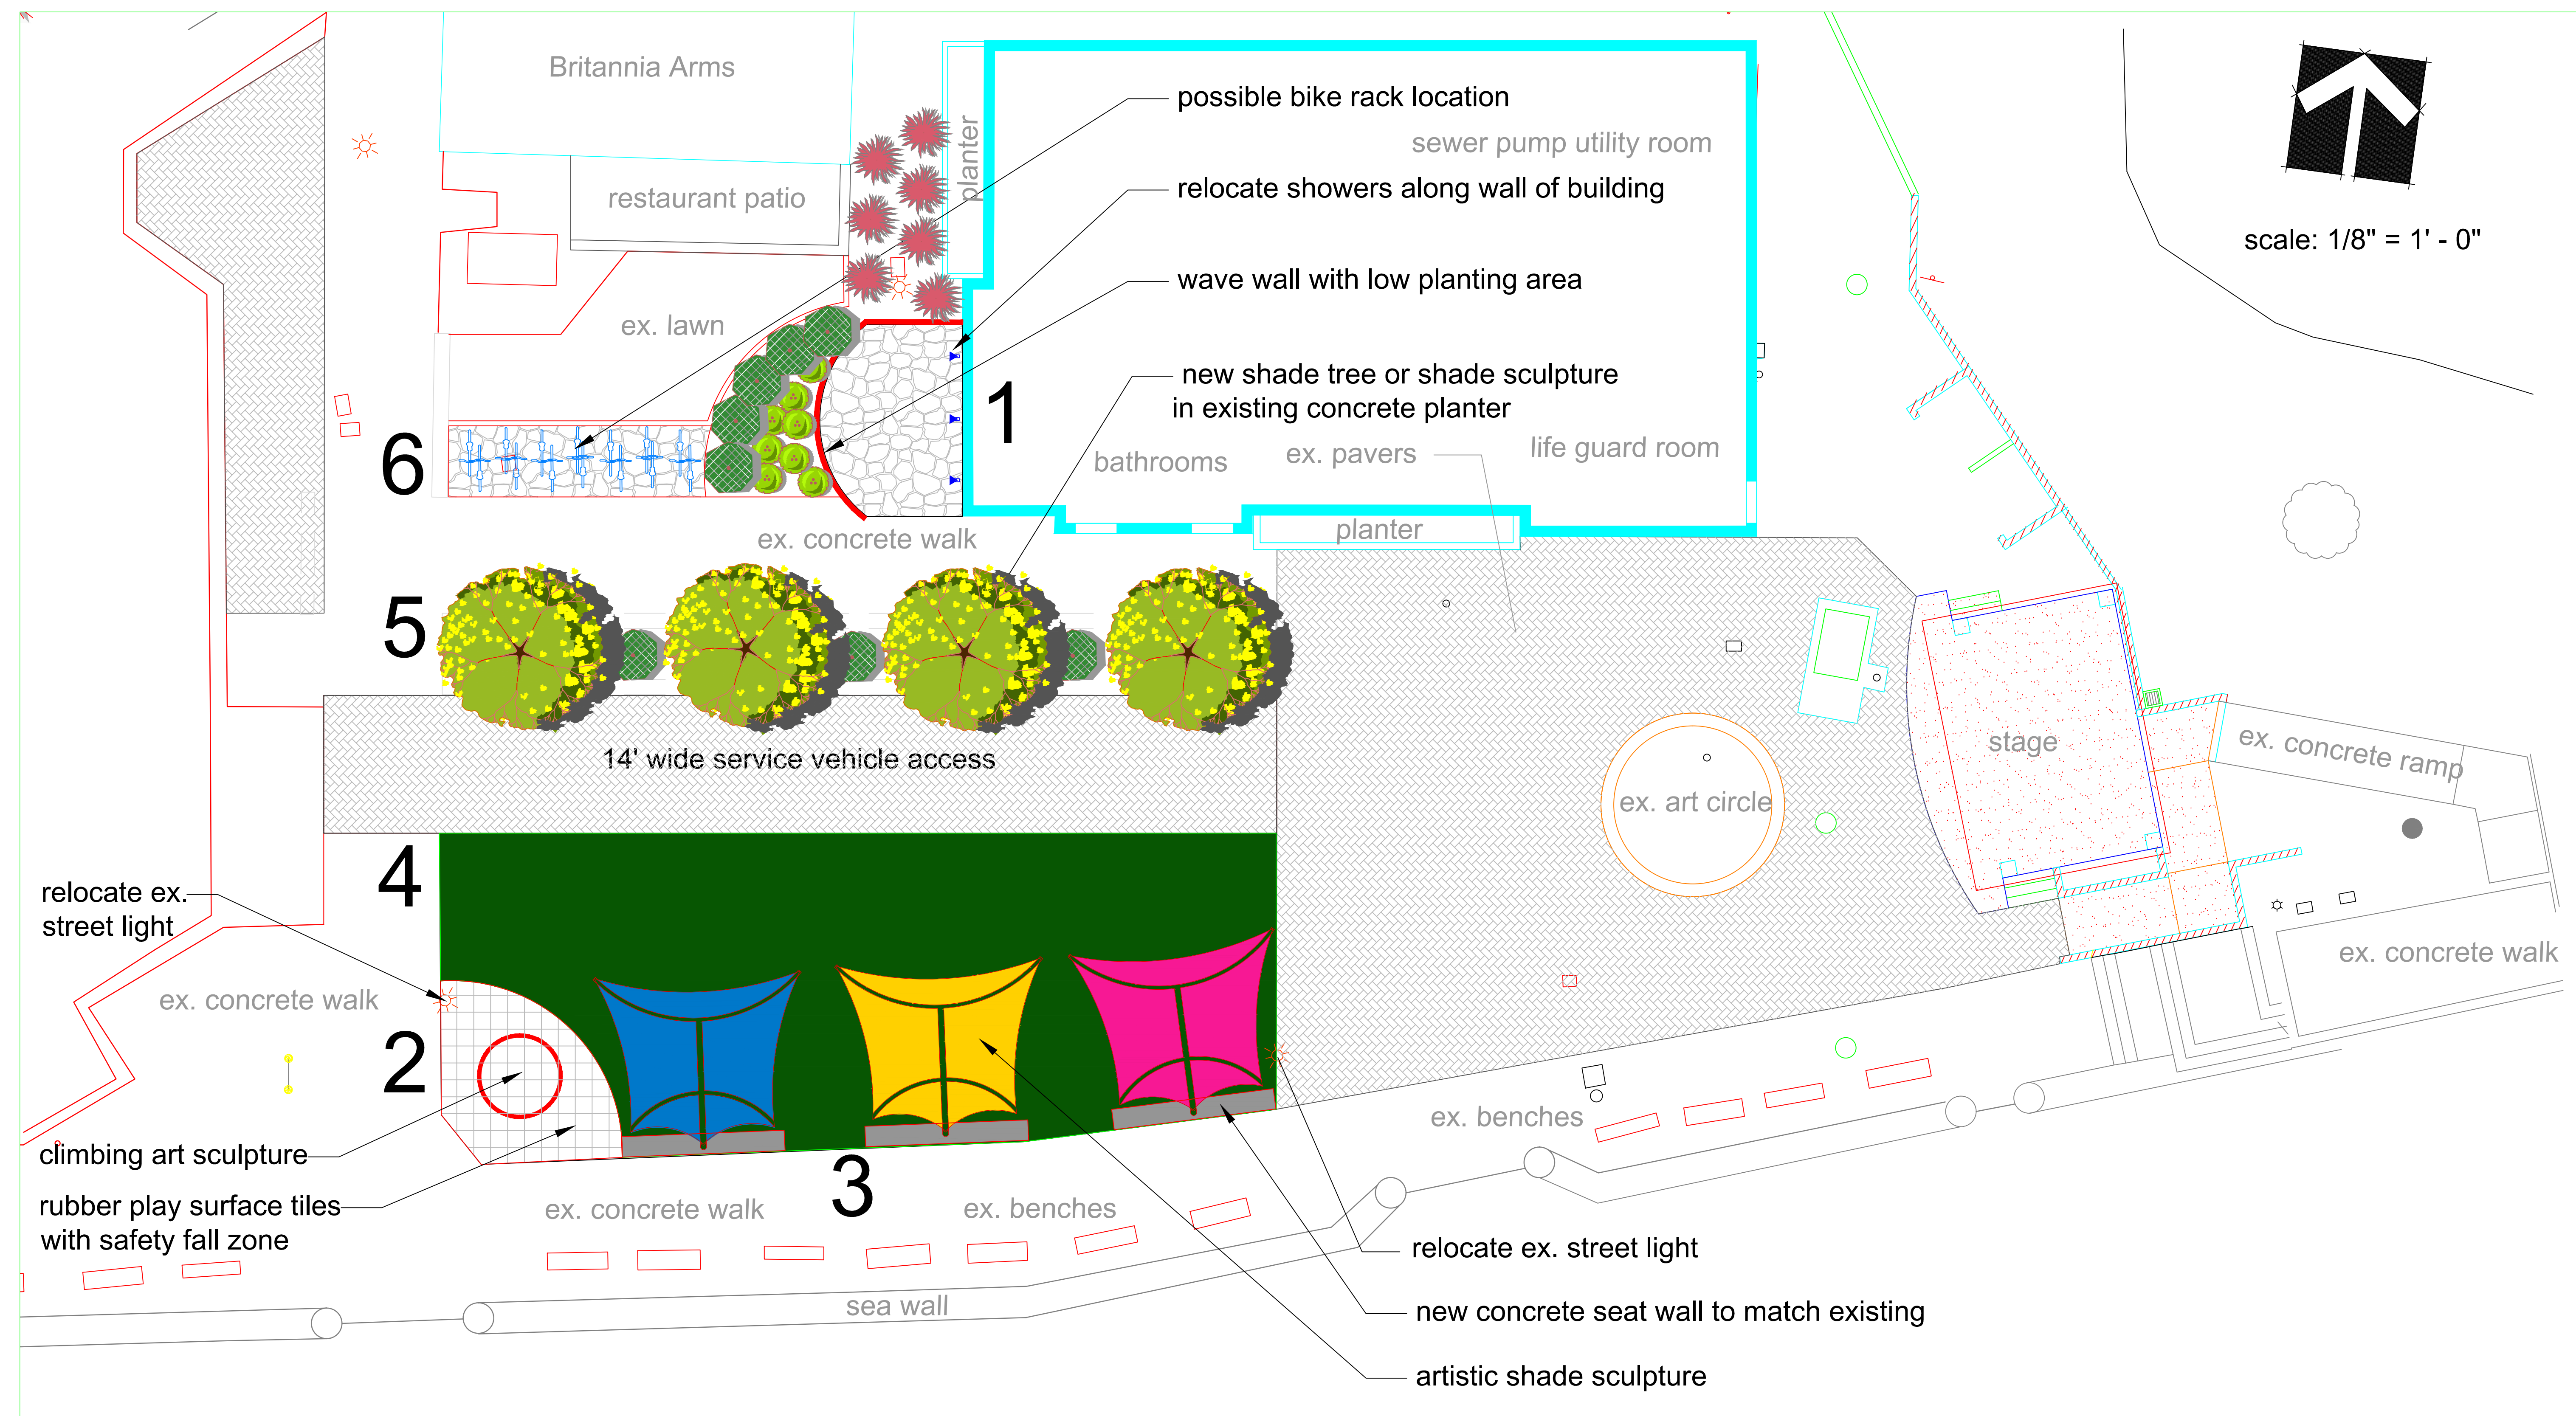 Britannia Arms
possible bike rack location
planter
sewer pump utility room
restaurant patio
relocate showers along wall of building
scale: 1/8" = 1' - 0"
wave wall with low planting area
ex. lawn
new shade tree or shade sculpture
in existing concrete planter
1
6
bathrooms
ex. pavers
life guard room
planter
ex. concrete walk
5
14' wide service vehicle access
stage
ex. concrete ramp
ex. art circle
4
relocate ex.
street light
ex. concrete walk
ex. concrete walk
2
ex. benches
climbing art sculpture
3
rubber play surface tiles
with safety fall zone
ex. concrete walk
ex. benches
relocate ex. street light
sea wall
new concrete seat wall to match existing
artistic shade sculpture